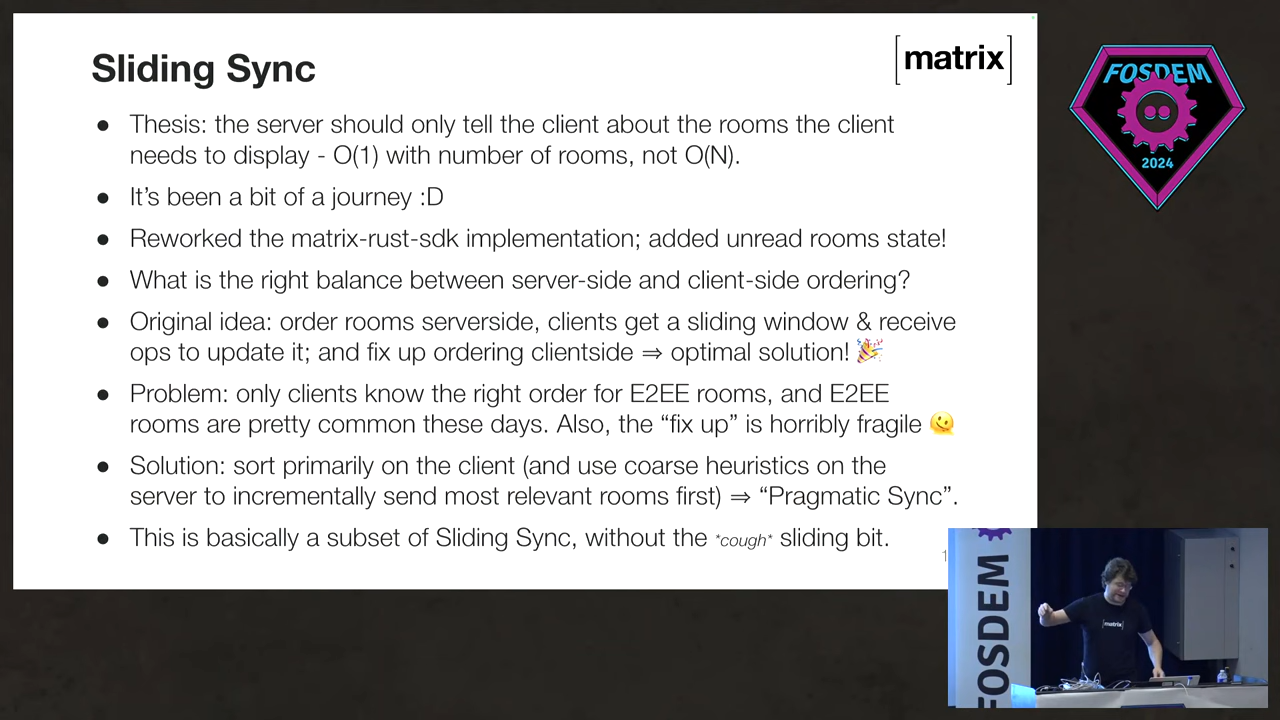 Sliding Sync
[matrix]
● Thesis: the server should only tell the client about the rooms the client
needs to display - O(1) with number of rooms, not O(N).
● It’s been a bit of a journey :D
● Reworked the matrix-rust-sdk implementation; added unread rooms state!
● What is the right balance between server-side and client-side ordering?
● Original idea: order rooms serverside, clients get a sliding window & receive
ops to update it; and fix up ordering clientside ⇒ optimal solution! 🎉
● Problem: only clients know the right order for E2EE rooms, and E2EE
rooms are pretty common these days. Also, the “fix up” is horribly fragile 🫠
● Solution: sort primarily on the client (and use coarse heuristics on the
server to incrementally send most relevant rooms first) ⇒ “Pragmatic Sync”.
● This is basically a subset of Sliding Sync, without the *cough* sliding bit.
FOSDEM
2024
FOSDEM
[matrix]